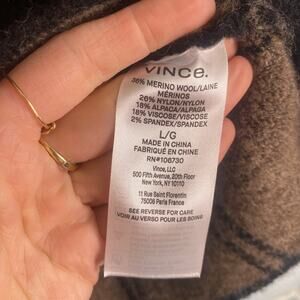 VINCE.
36% MERINO WOOL/LAINE
MÉRINOS
26% NYLON/NYLON
18% ALPACA/ALPAGA
18% VISCOSE/VISCOSE
2% SPANDEX/SPANDEX
L/G
MADE IN CHINA
FABRIQUÉ EN CHINE
RN#106730
Vince, LLC
500 Fifth Avenue, 20th Floor
New York, NY 10110
11 Rue Saint Florentin
75008 Paris France
SEE REVERSE FOR CARE
VOIR AU VERSO POUR LES SOINS